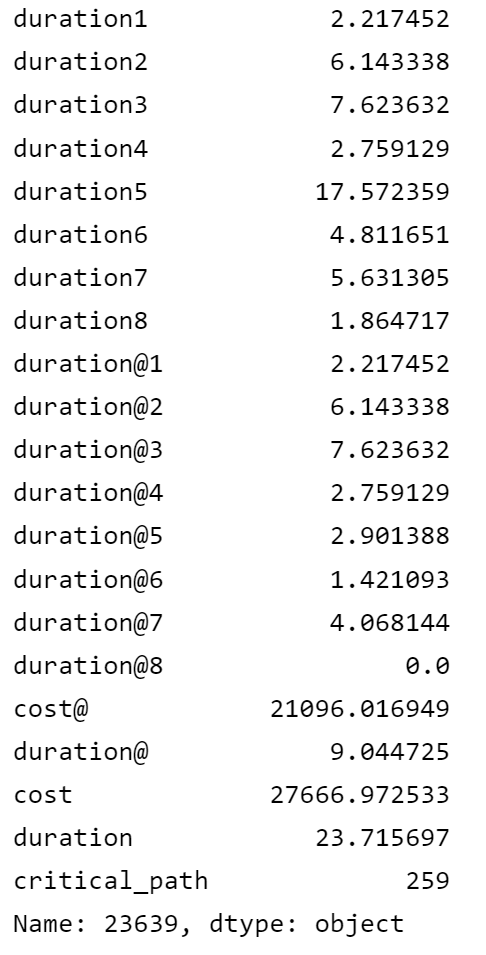 duration1 2.217452
duration2 6.143338
duration3 7.623632
duration4 2.759129
duration5 17.572359
duration6 4.811651
duration7 5.631305
duration8 1.864717
duration@1 2.217452
duration@2 6.143338
duration@3 7.623632
duration@4 2.759129
duration@5 2.901388
duration@6 1.421093
duration@7 4.068144
duration@8 0.0
cost@ 21096.016949
duration@ 9.044725
cost 27666.972533
duration 23.715697
critical_path 259
Name: 23639, dtype: object